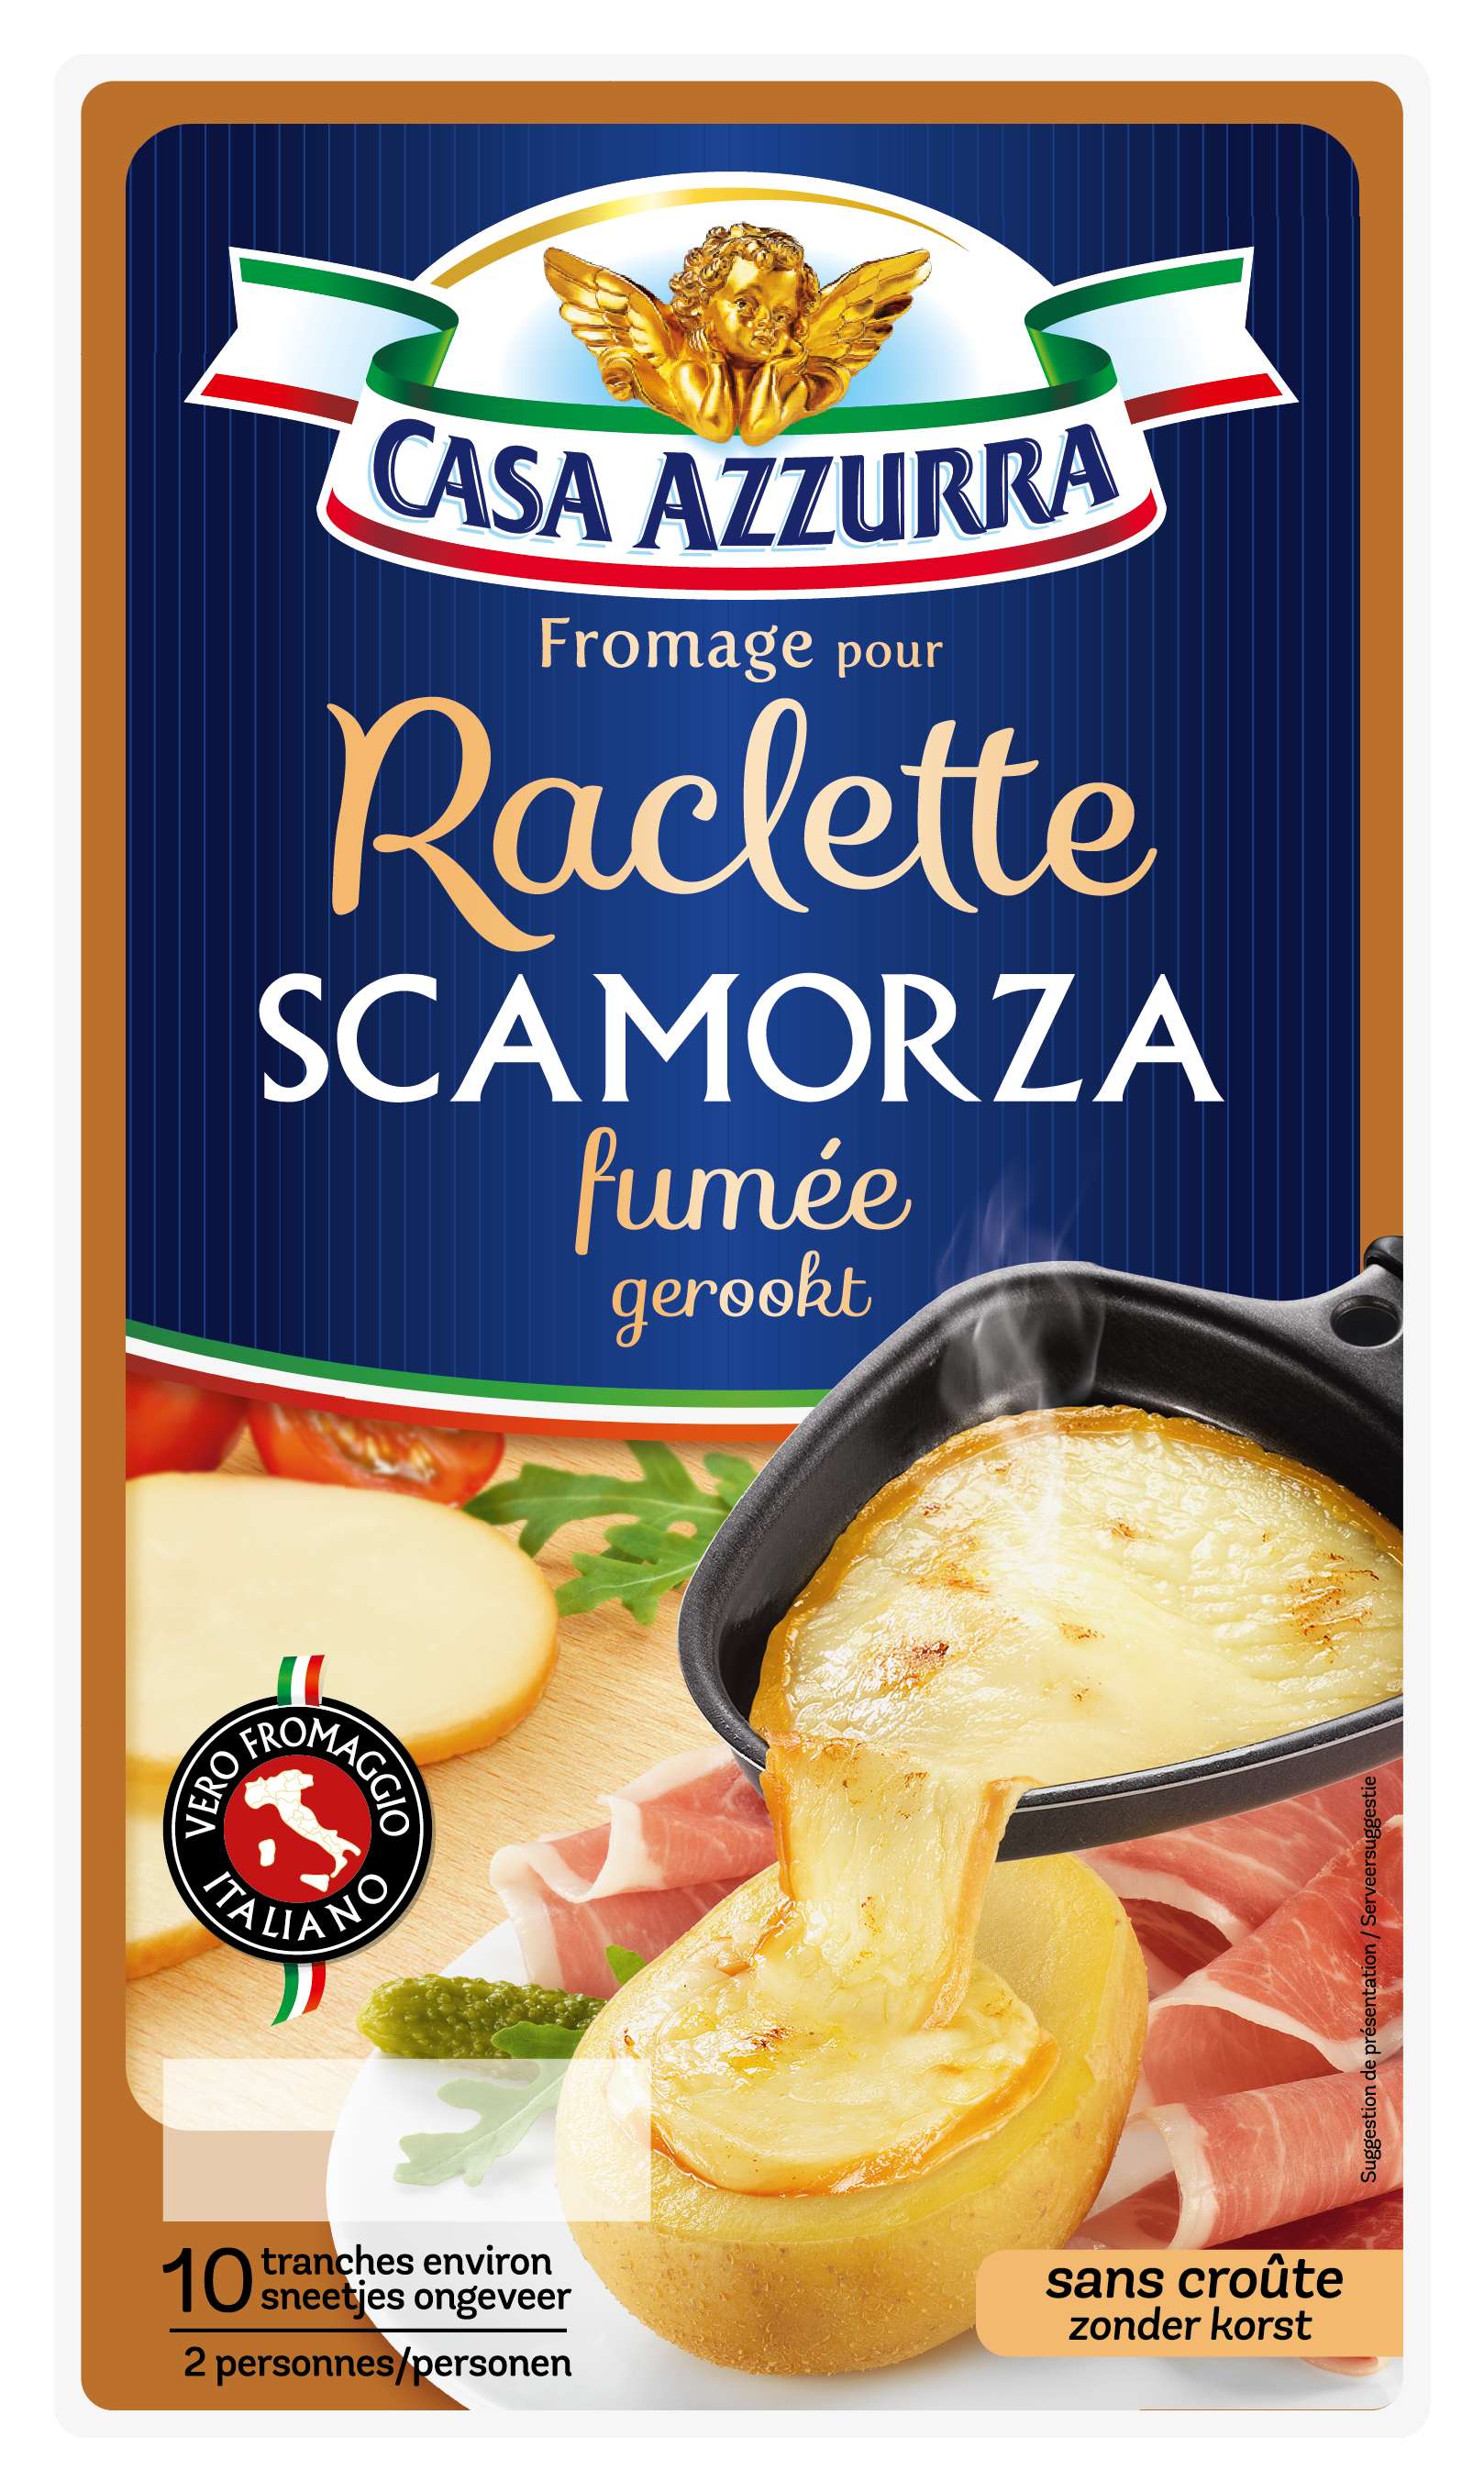 CASA AZZURRA
Fromage pour
Raclette
SCAMORZA
fumée
gerookt
VERO FROMAGGIO
ITALIANO
Suggestion de présentation / Serveersuggestie
10 tranches environ
sneetjes ongeveer
2 personnes/personen
sans croûte
zonder korst